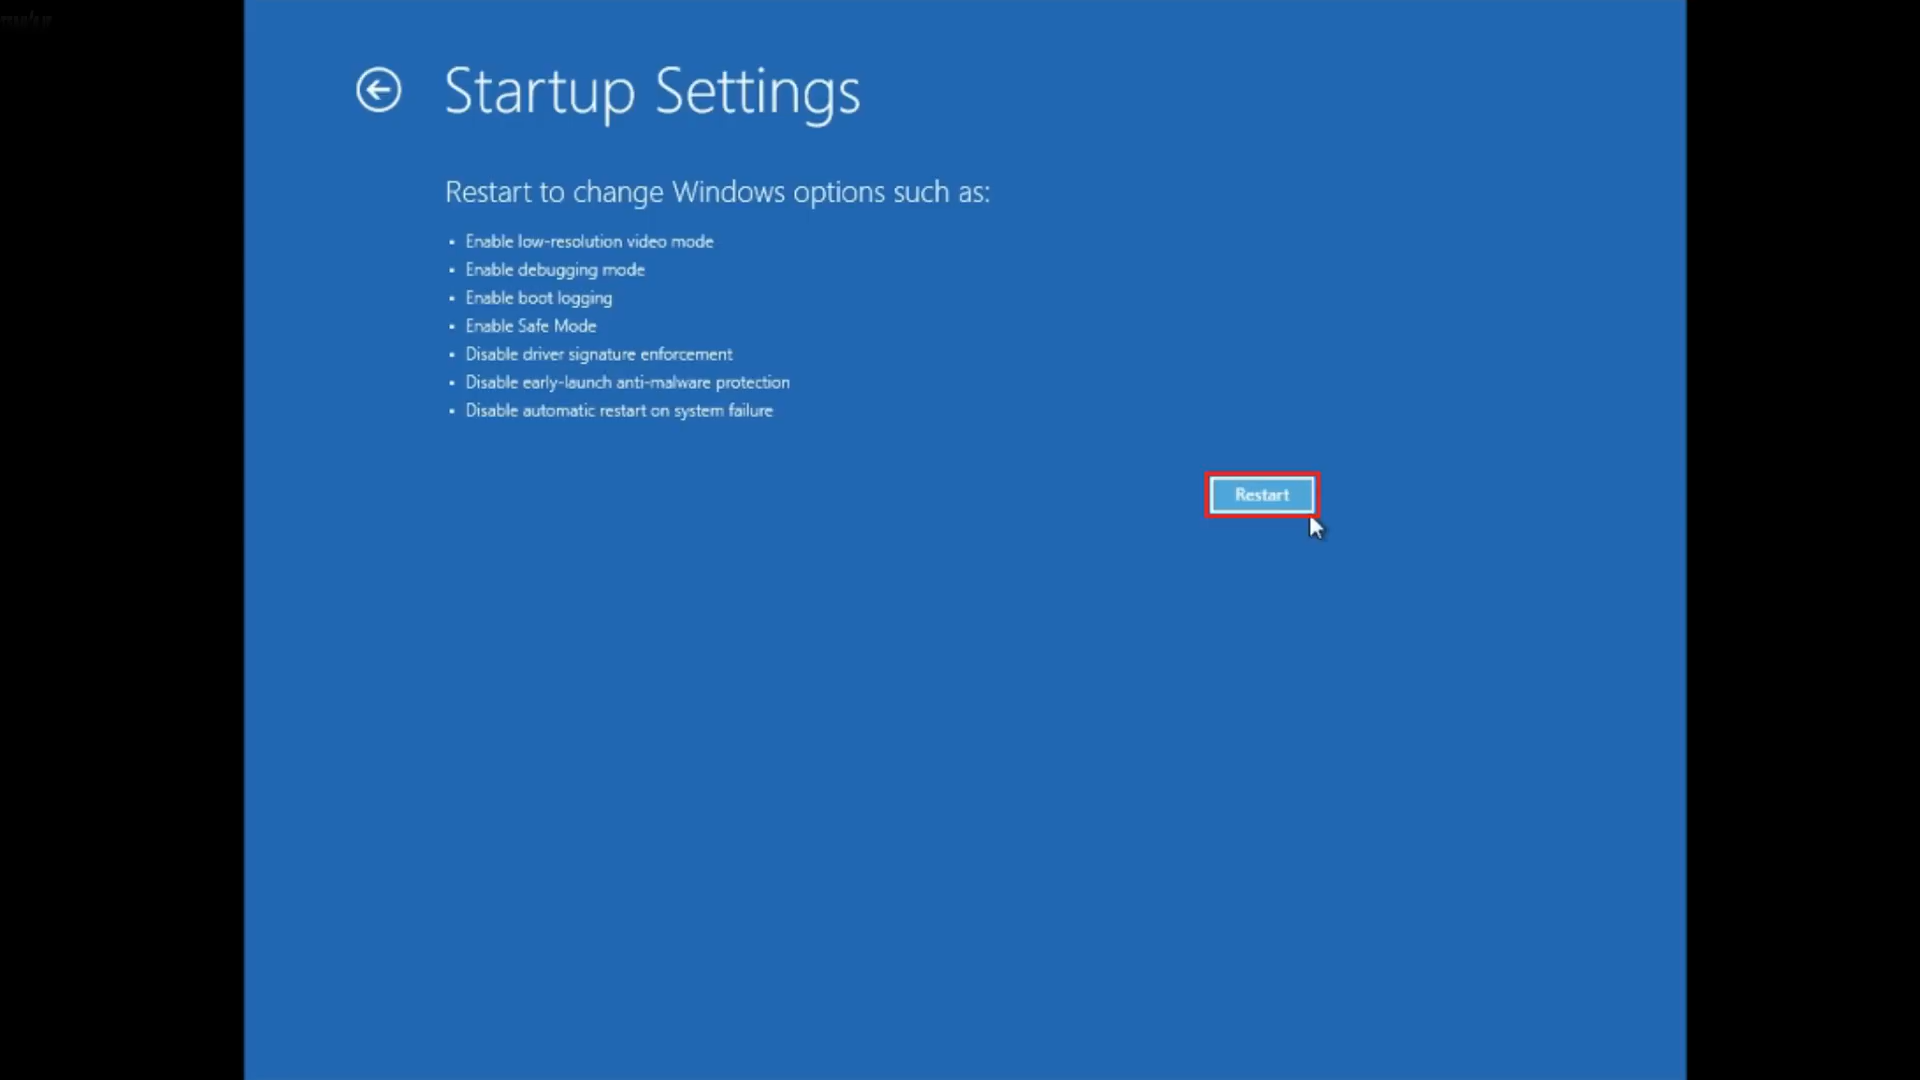 Startup Settings
Restart to change Windows options such as:
• Enable low-resolution video mode
• Enable debugging mode
• Enable boot logging
• Enable Safe Mode
• Disable driver signature enforcement
• Disable early-launch anti-malware protection
• Disable automatic restart on system failure
Restart